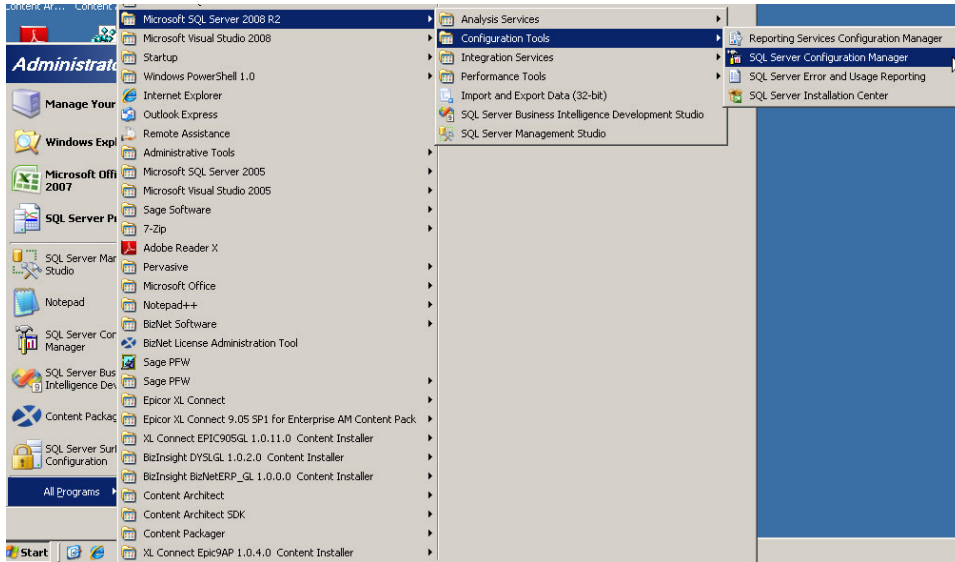 Content Ar...
Content
Administrato
Manage Your
Windows Expl
Microsoft Offi
2007
SQL Server Pr
SQL Server Man
Studio
Notepad
SQL Server Con
Manager
SQL Server Bus
Intelligence Dev
Content Packag
SQL Server Surf
Configuration
All Programs
Start
Microsoft SQL Server 2008 R2
Microsoft Visual Studio 2008
Startup
Windows PowerShell 1.0
Internet Explorer
Outlook Express
Remote Assistance
Administrative Tools
Microsoft SQL Server 2005
Microsoft Visual Studio 2005
Sage Software
7-Zip
Adobe Reader X
Pervasive
Microsoft Office
Notepad++
BizNet Software
BizNet License Administration Tool
Sage PFW
Sage PFW
Epicor XL Connect
Epicor XL Connect 9.05 SP1 for Enterprise AM Content Pack
XL Connect EPIC905GL 1.0.11.0 Content Installer
BizInsight DYSLGL 1.0.2.0 Content Installer
BizInsight BizNetERP_GL 1.0.0.0 Content Installer
Content Architect
Content Architect SDK
Content Packager
XL Connect Epic9AP 1.0.4.0 Content Installer
Analysis Services
Configuration Tools
Integration Services
Performance Tools
Import and Export Data (32-bit)
SQL Server Business Intelligence Development Studio
SQL Server Management Studio
Reporting Services Configuration Manager
SQL Server Configuration Manager
SQL Server Error and Usage Reporting
SQL Server Installation Center